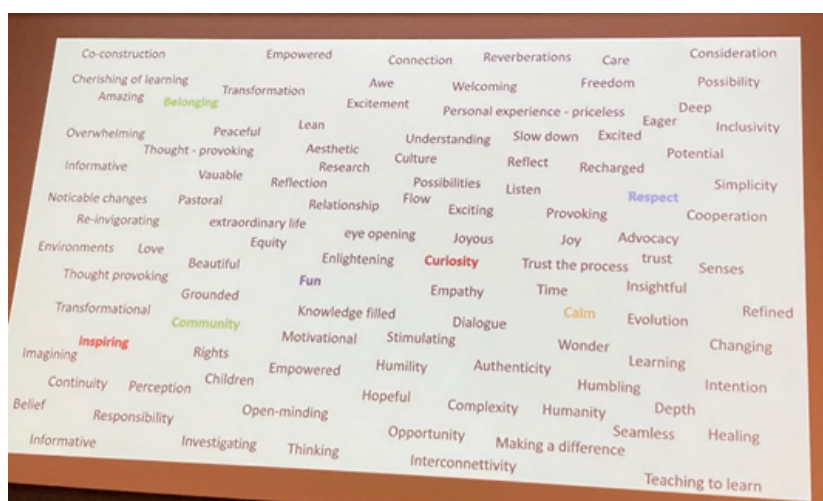 Co-construction Empowered Connection Reverberations Care Consideration
Cherishing of learning Transformation Awe Welcoming Freedom Possibility
Amazing Belonging Excitement Personal experience - priceless Eager Deep Inclusivity
Overwhelming Peaceful Lean Understanding Slow down Excited
Thought - provoking Aesthetic Culture Reflect Recharged Potential
Informative Vauable Reflection Research Possibilities Listen Respect Simplicity
Noticable changes Pastoral Relationship Flow Exciting Provoking Cooperation
Re-invigorating extraordinary life eye opening Joyous Joy Advocacy
Environments Love Equity Enlightening Curiosity Trust the process trust Senses
Thought provoking Beautiful Fun Empathy Time Insightful
Transformational Grounded Knowledge filled Dialogue Calm Evolution Refined
Inspiring Community Motivational Stimulating Wonder Changing
Imagining Rights Empowered Humility Authenticity Learning
Continuity Perception Children Hopeful Humbling Intention
Belief Responsibility Open-minding Complexity Humanity Depth
Informative Investigating Thinking Opportunity Making a difference Seamless Healing
Interconnettivity Teaching to learn